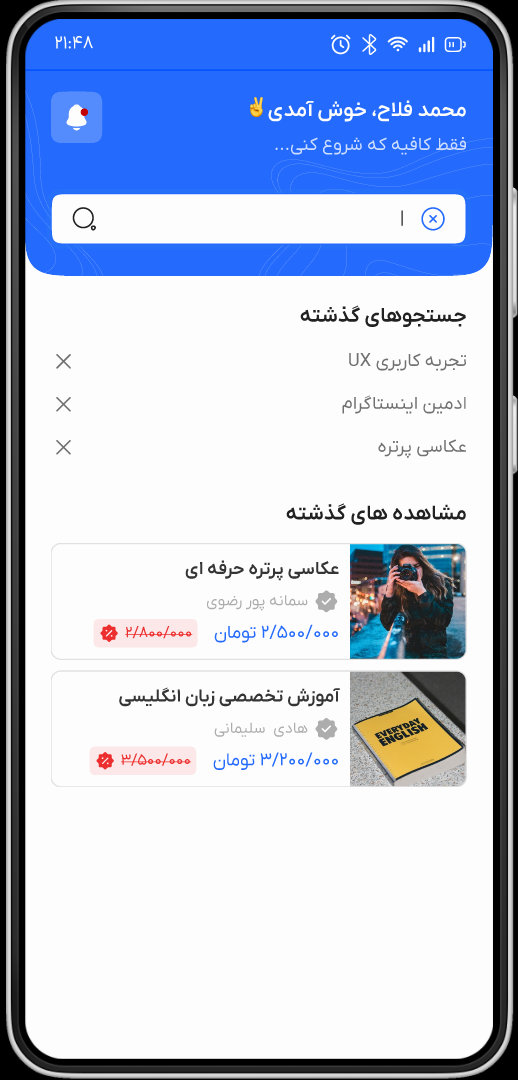 ۲۱:۴۸
محمد فلاح، خوش آمدی✌️
فقط کافیه که شروع کنی...
جستجوهای گذشته
تجربه کاربری UX
ادمین اینستاگرام
عکاسی پرتره
مشاهده های گذشته
عکاسی پرتره حرفه ای
سمانه پور رضوی
۲/۵۰۰/۰۰۰ تومان ۲/۸۰۰/۰۰۰
آموزش تخصصی زبان انگلیسی
هادی سلیمانی
۳/۲۰۰/۰۰۰ تومان ۳/۵۰۰/۰۰۰
EVERYDAY
ENGLISH